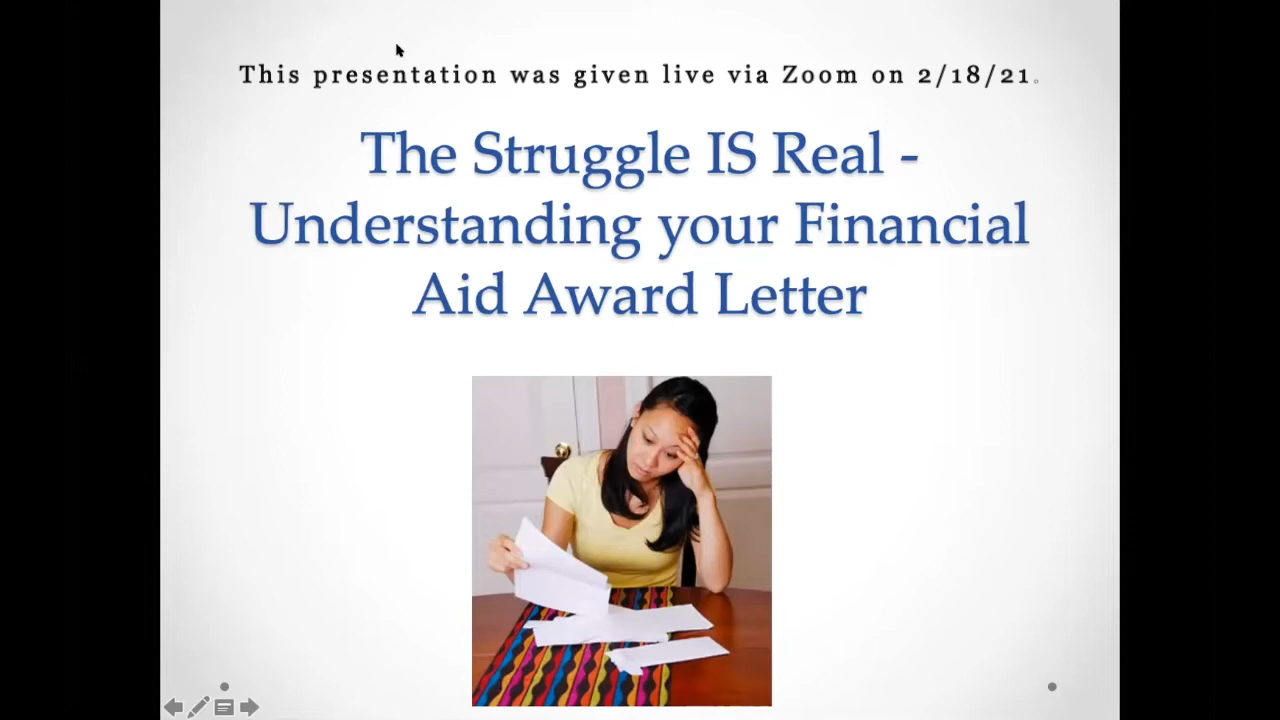 This presentation was given live via Zoom on 2/18/21.
The Struggle IS Real -
Understanding your Financial
Aid Award Letter